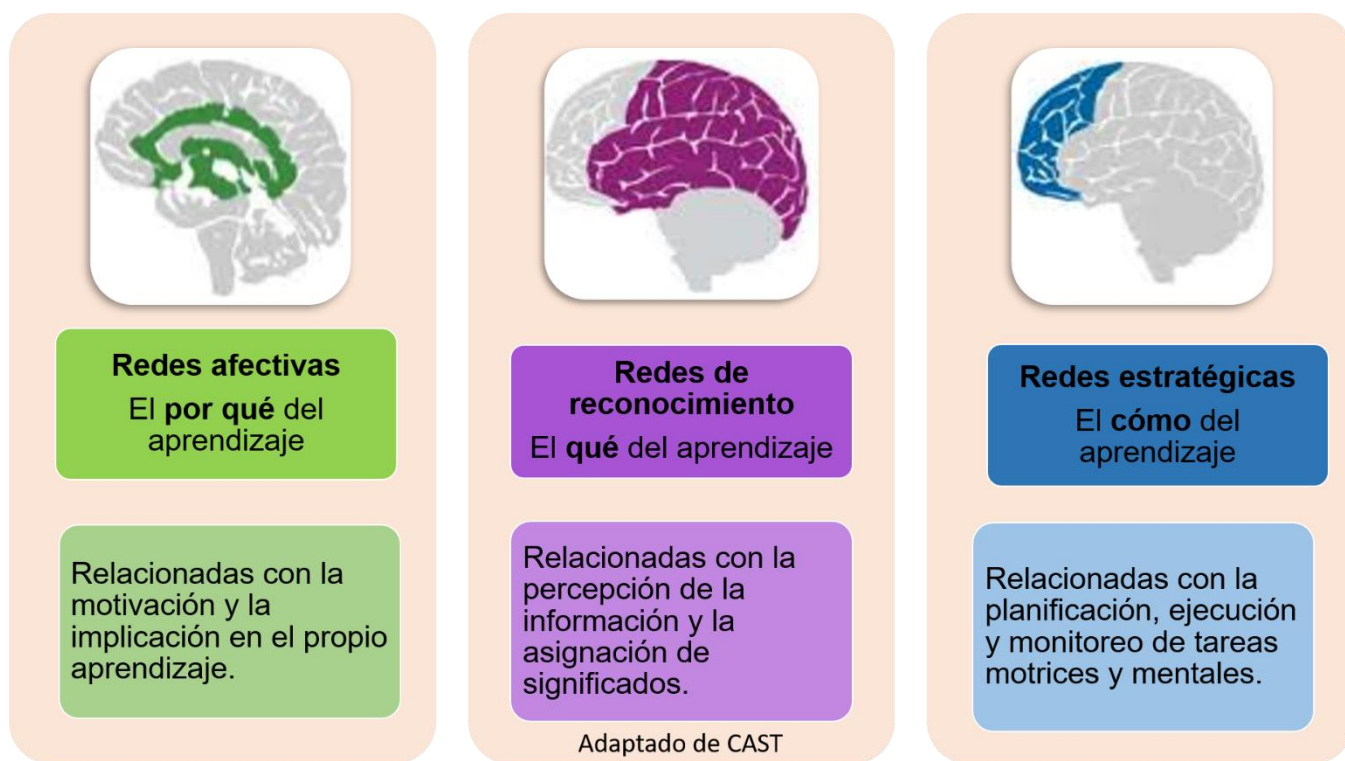 Redes afectivas
El por qué del
aprendizaje
Relacionadas con la
motivación y la
implicación en el propio
aprendizaje.
Redes de
reconocimiento
El qué del aprendizaje
Relacionadas con la
percepción de la
información y la
asignación de
significados.
Adaptado de CAST
Redes estratégicas
El cómo del
aprendizaje
Relacionadas con la
planificación, ejecución
y monitoreo de tareas
motrices y mentales.